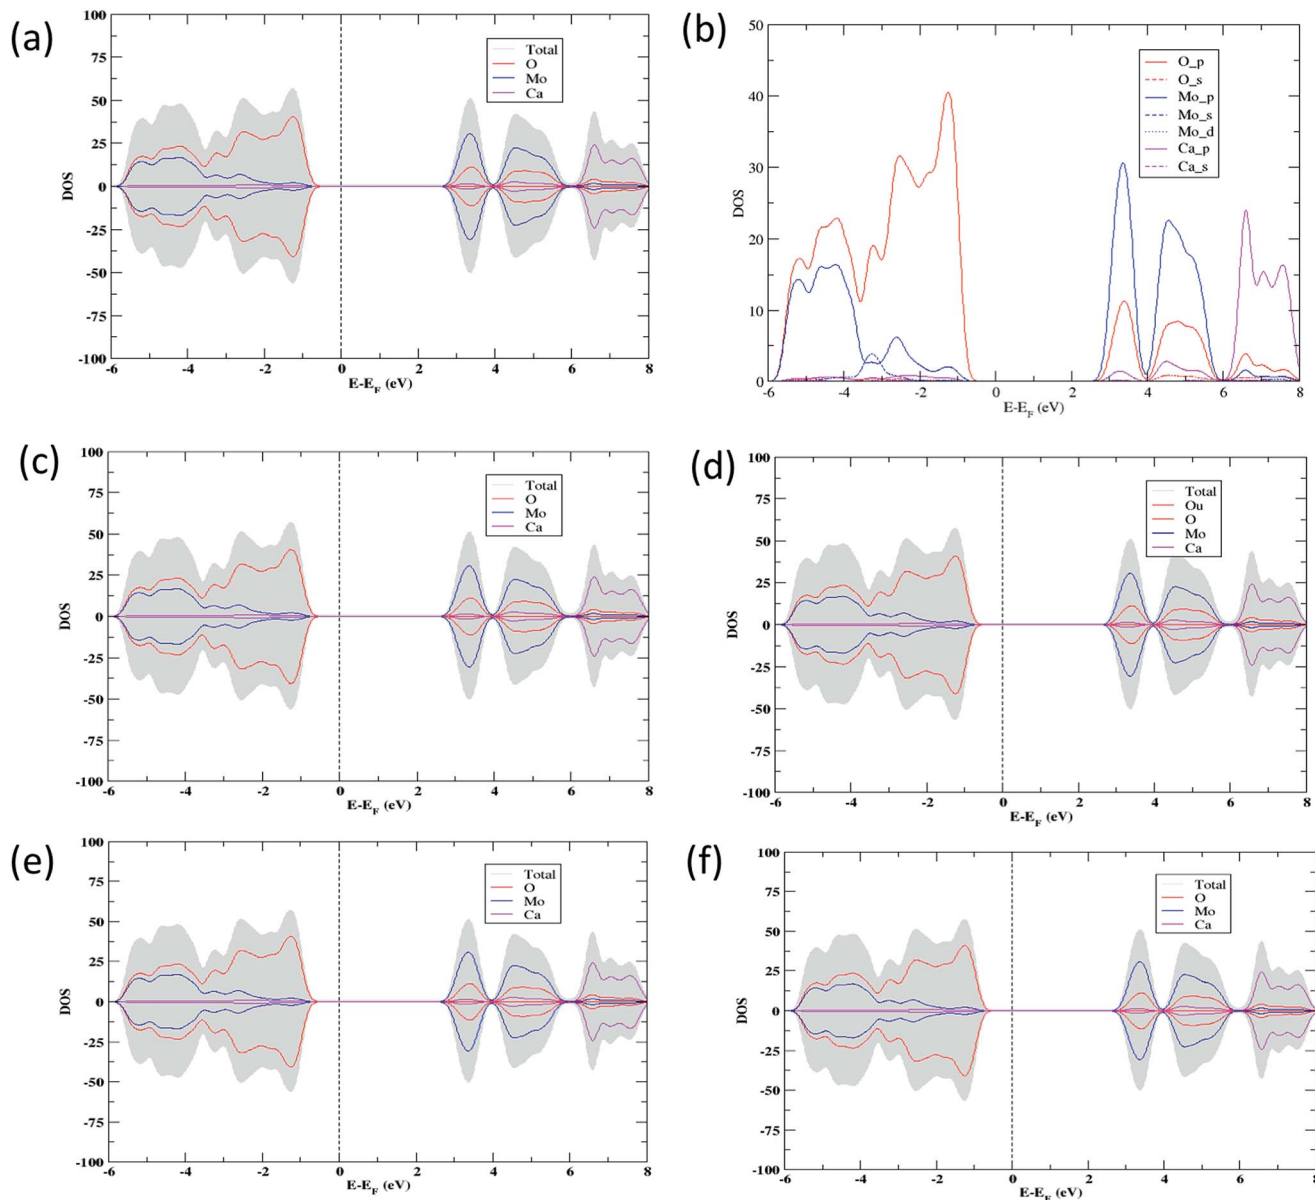 (a)
100
75
50
25
0
-25
-50
-75
-100
DOS
Total
O
Mo
Ca
-6 -4 -2 0 2 4 6 8
E-E_F (eV)
(b)
50
40
30
20
10
0
DOS
O_p
O_s
Mo_p
Mo_s
Mo_d
Ca_p
Ca_s
-6 -4 -2 0 2 4 6 8
E-E_F (eV)
(c)
100
75
50
25
0
-25
-50
-75
-100
DOS
Total
O
Mo
Ca
-6 -4 -2 0 2 4 6 8
E-E_F (eV)
(d)
100
75
50
25
0
-25
-50
-75
-100
DOS
Total
Ou
O
Mo
Ca
-6 -4 -2 0 2 4 6 8
E-E_F (eV)
(e)
100
75
50
25
0
-25
-50
-75
-100
DOS
Total
O
Mo
Ca
-6 -4 -2 0 2 4 6 8
E-E_F (eV)
(f)
100
75
50
25
0
-25
-50
-75
-100
DOS
Total
O
Mo
Ca
-6 -4 -2 0 2 4 6 8
E-E_F (eV)